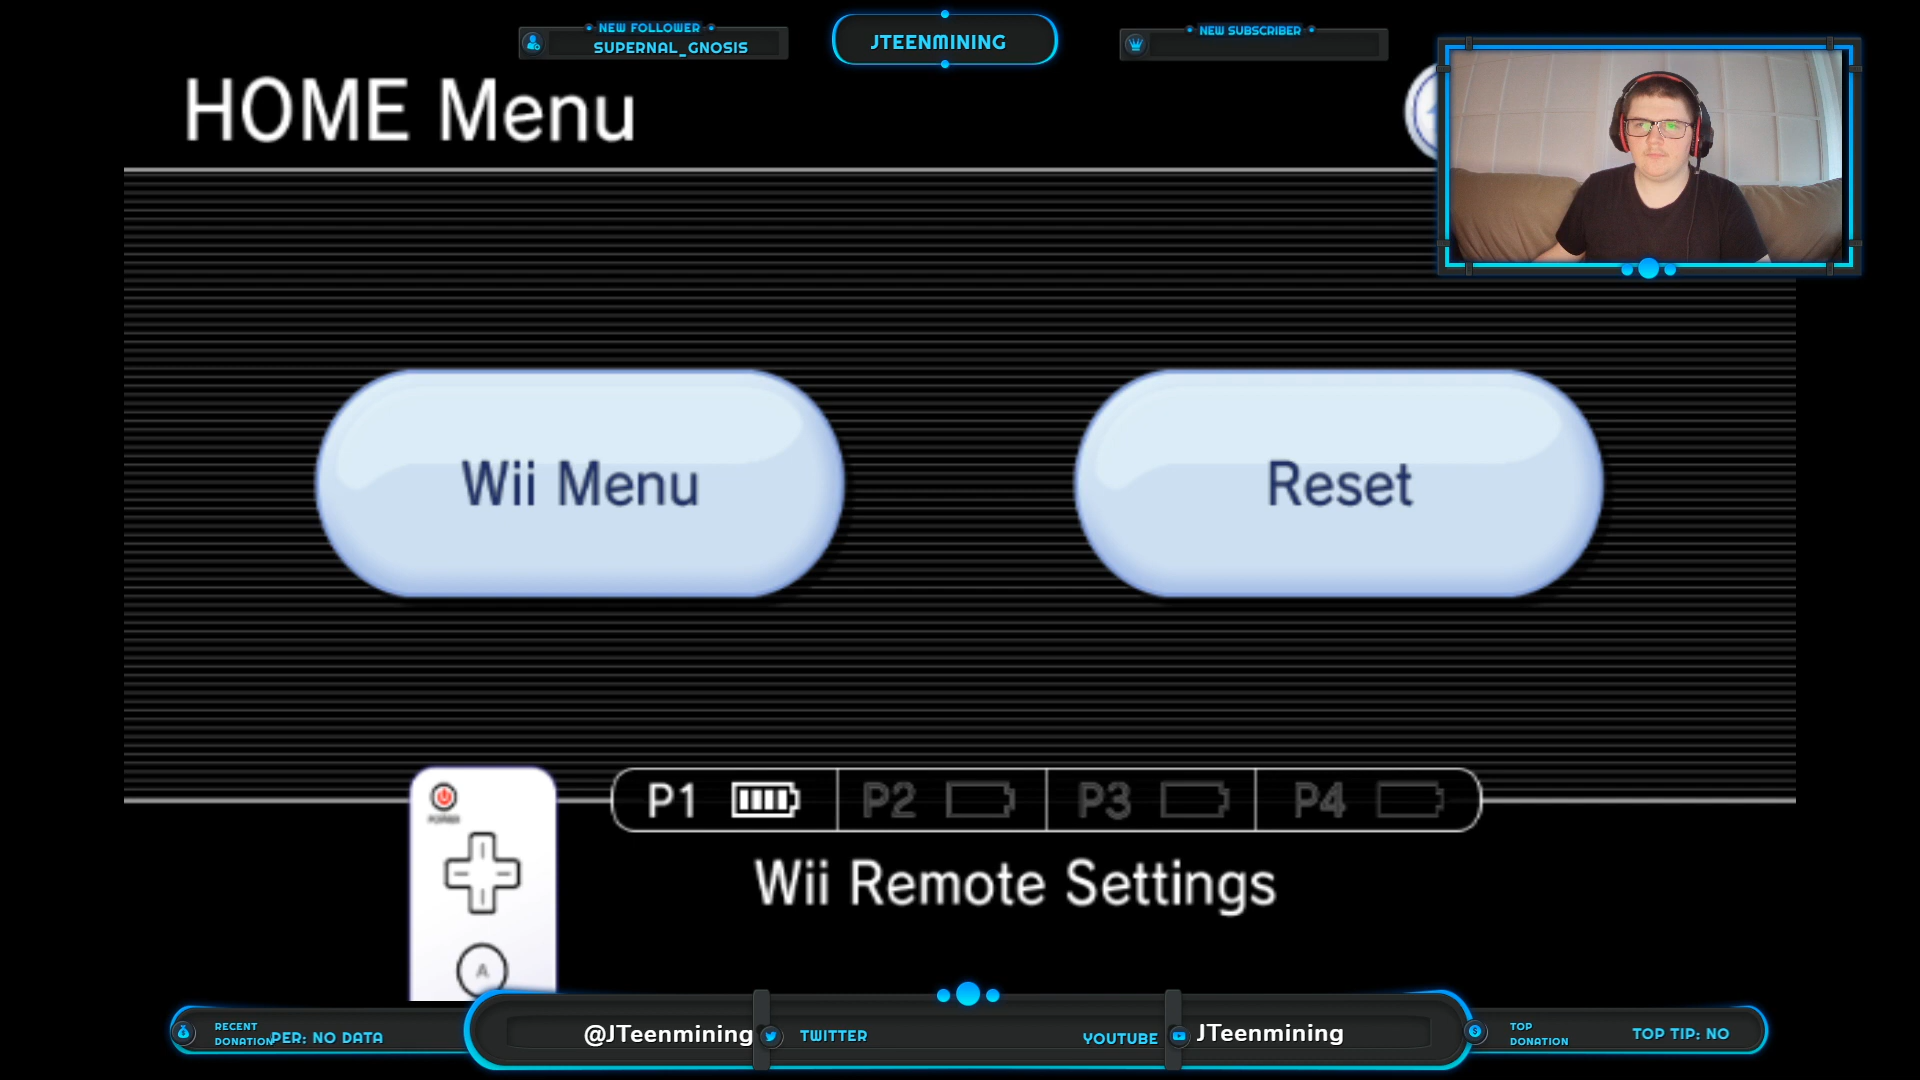 NEW FOLLOWER
SUPERNAL_GNOSIS
JTEENMINING
NEW SUBSCRIBER
HOME Menu
Wii Menu
Reset
P1
P2
P3
P4
POWER
A
Wii Remote Settings
RECENT
DONATION
PER: NO DATA
@JTeenmining
TWITTER
YOUTUBE
JTeenmining
TOP
DONATION
TOP TIP: NO